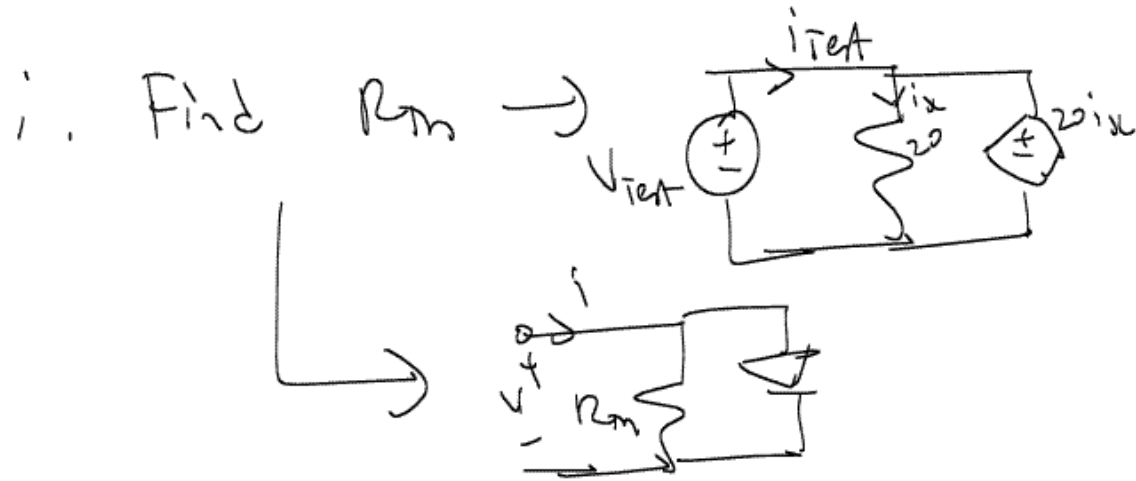 i. Find RTh →
iTest
ix
20
20ix
+
-
±
VTest
i
+
v
-
RTh